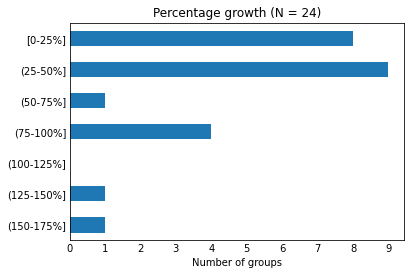 Percentage growth (N = 24)
[0-25%]
(25-50%]
(50-75%]
(75-100%]
(100-125%]
(125-150%]
(150-175%]
0 1 2 3 4 5 6 7 8 9
Number of groups